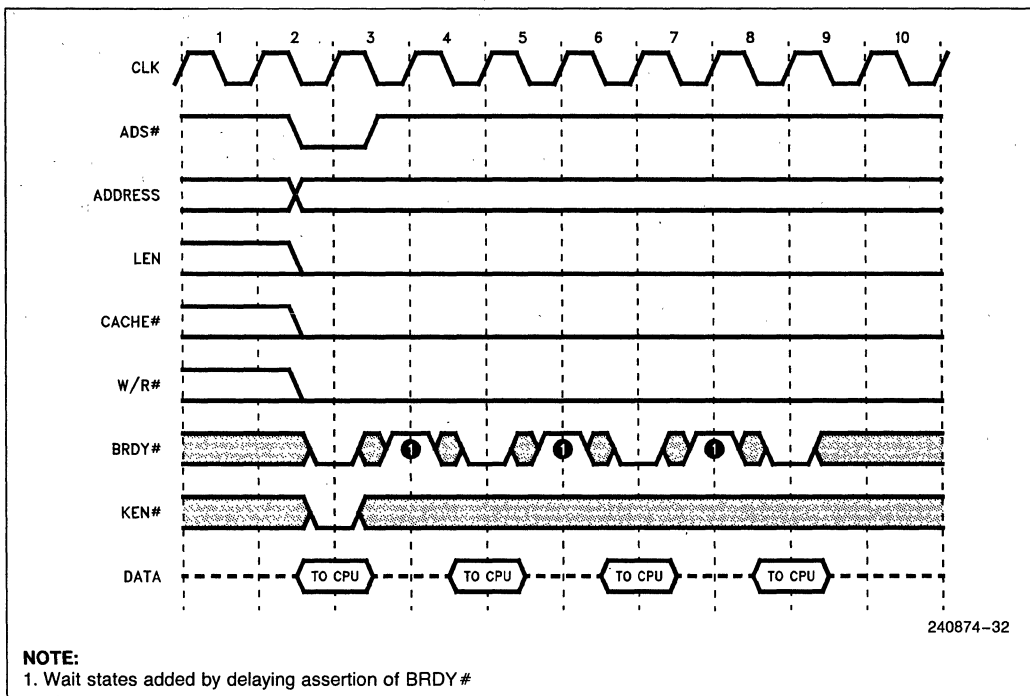 1 2 3 4 5 6 7 8 9 10
CLK
ADS#
ADDRESS
LEN
CACHE#
W/R#
BRDY# 1 1 1
KEN#
DATA TO CPU TO CPU TO CPU TO CPU
240874–32
NOTE:
1. Wait states added by delaying assertion of BRDY#